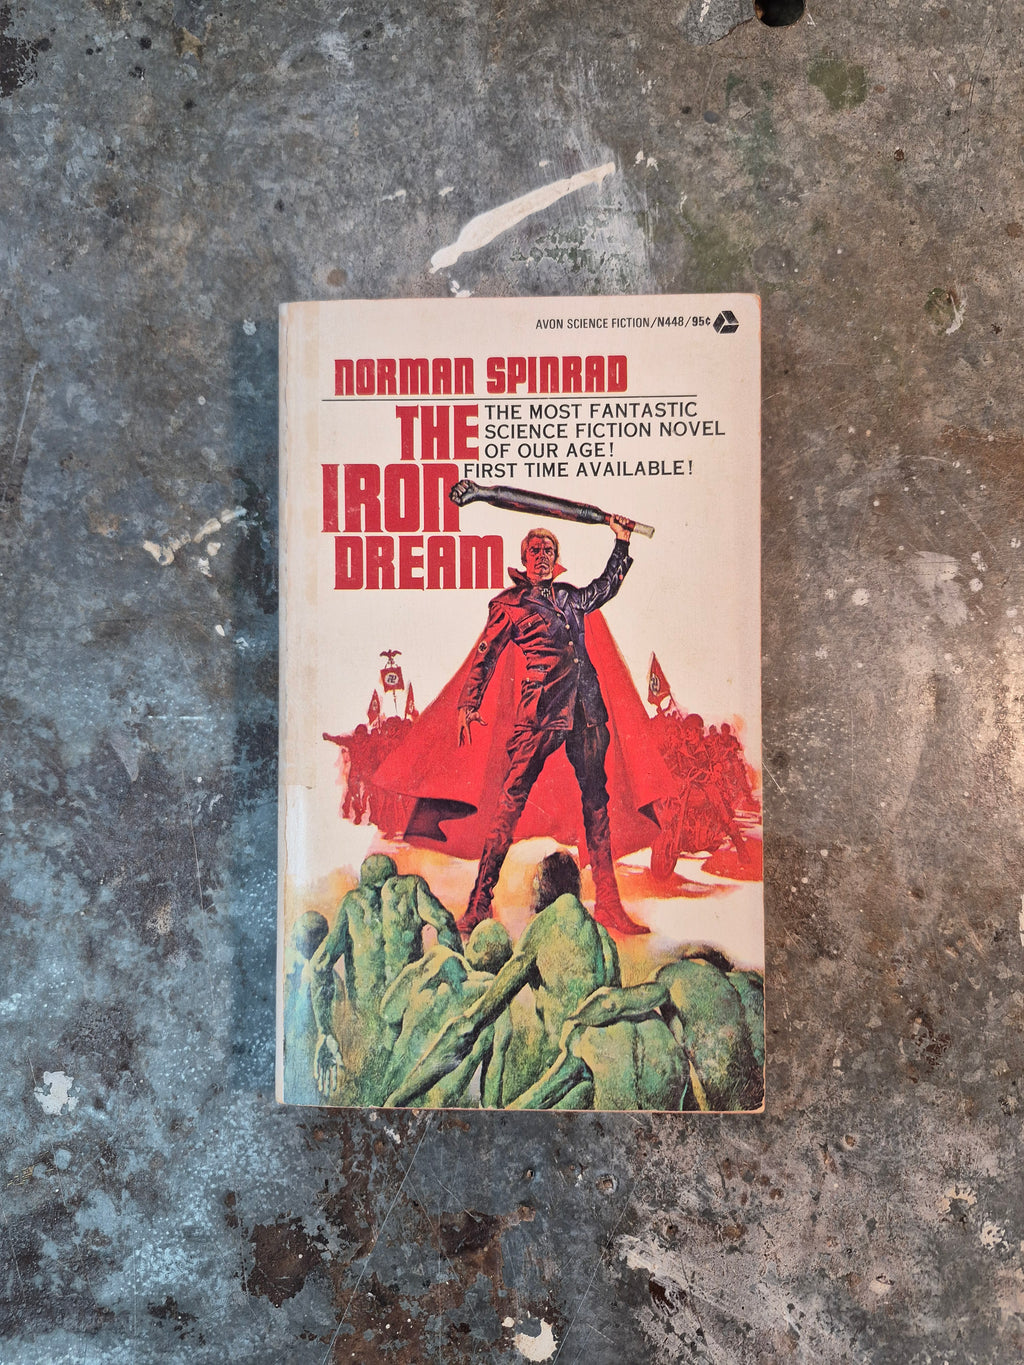 AVON SCIENCE FICTION/N448/95¢
NORMAN SPINRAD
THE
IRON
DREAM
THE MOST FANTASTIC
SCIENCE FICTION NOVEL
OF OUR AGE!
FIRST TIME AVAILABLE!